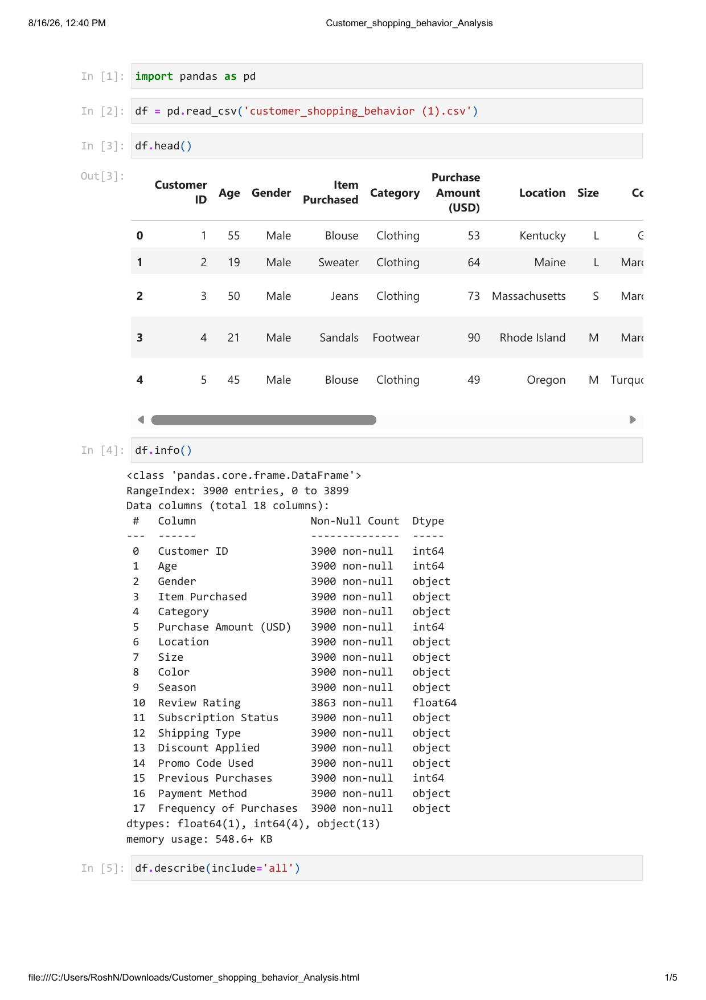 8/16/26, 12:40 PM Customer_shopping_behavior_Analysis
In [1]: import pandas as pd
In [2]: df = pd.read_csv('customer_shopping_behavior (1).csv')
In [3]: df.head()
Out[3]:
Customer ID Age Gender Item Purchased Category Purchase Amount (USD) Location Size Co
0 1 55 Male Blouse Clothing 53 Kentucky L G
1 2 19 Male Sweater Clothing 64 Maine L Maro
2 3 50 Male Jeans Clothing 73 Massachusetts S Maro
3 4 21 Male Sandals Footwear 90 Rhode Island M Maro
4 5 45 Male Blouse Clothing 49 Oregon M Turquo
In [4]: df.info()
<class 'pandas.core.frame.DataFrame'>
RangeIndex: 3900 entries, 0 to 3899
Data columns (total 18 columns):
# Column Non-Null Count Dtype
--- ------ -------------- -----
0 Customer ID 3900 non-null int64
1 Age 3900 non-null int64
2 Gender 3900 non-null object
3 Item Purchased 3900 non-null object
4 Category 3900 non-null object
5 Purchase Amount (USD) 3900 non-null int64
6 Location 3900 non-null object
7 Size 3900 non-null object
8 Color 3900 non-null object
9 Season 3900 non-null object
10 Review Rating 3863 non-null float64
11 Subscription Status 3900 non-null object
12 Shipping Type 3900 non-null object
13 Discount Applied 3900 non-null object
14 Promo Code Used 3900 non-null object
15 Previous Purchases 3900 non-null int64
16 Payment Method 3900 non-null object
17 Frequency of Purchases 3900 non-null object
dtypes: float64(1), int64(4), object(13)
memory usage: 548.6+ KB
In [5]: df.describe(include='all')
file:///C:/Users/RoshN/Downloads/Customer_shopping_behavior_Analysis.html 1/5